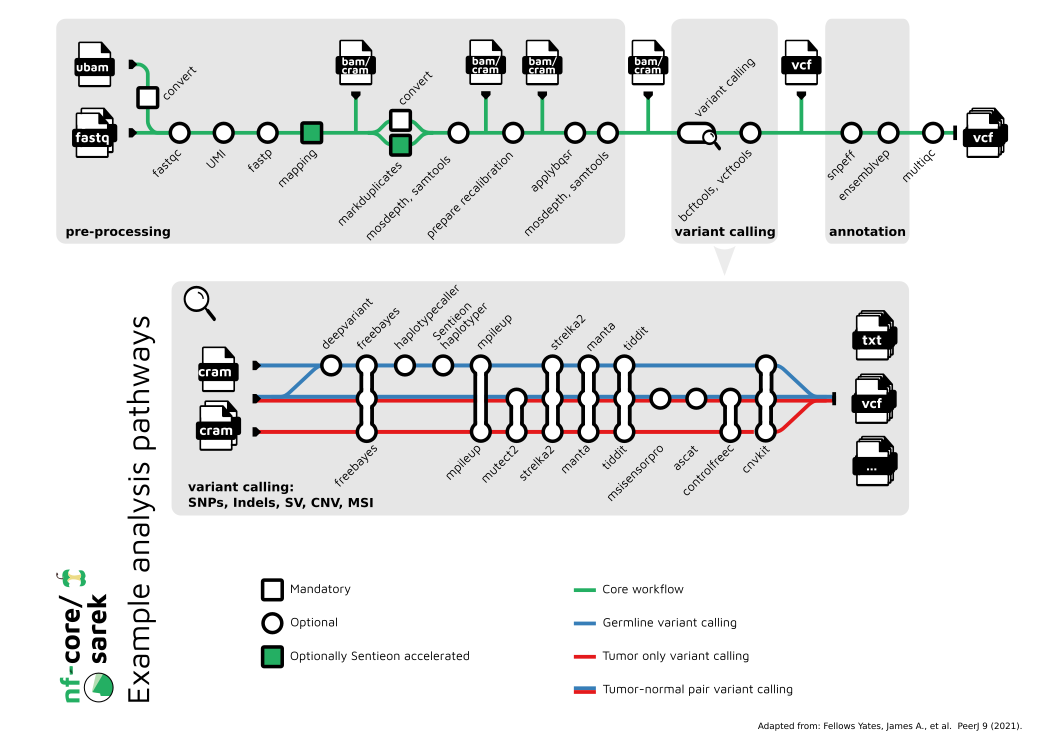 ubam
convert
fastq
fastqc
UMI
fastp
mapping
bam/
cram
convert
markduplicates
mosdepth, samtools
bam/
cram
prepare recalibration
bam/
cram
applybqsr
mosdepth, samtools
bam/
cram
variant calling
bcftools, vcftools
vcf
snpeff
ensemblvep
multiqc
vcf
pre-processing
variant calling
annotation
deepvariant
freebayes
haplotypecaller
Sentieon
haplotyper
mpileup
strelka2
manta
tiddit
cram
cram
txt
vcf
...
freebayes
mpileup
mutect2
strelka2
manta
tiddit
msisensorpro
ascat
controlfreec
cnvkit
variant calling:
SNPs, Indels, SV, CNV, MSI
nf-core/
sarek
Example analysis pathways
Mandatory
Optional
Optionally Sentieon accelerated
Core workflow
Germline variant calling
Tumor only variant calling
Tumor-normal pair variant calling
Adapted from: Fellows Yates, James A., et al.  PeerJ 9 (2021).